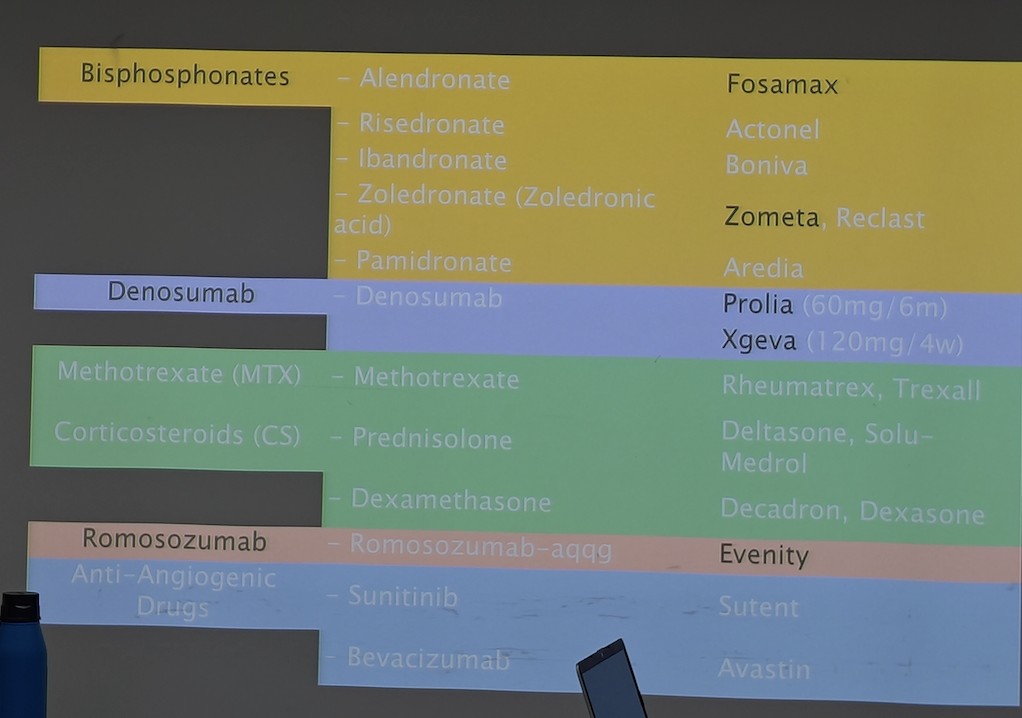 Bisphosphonates - Alendronate Fosamax
- Risedronate Actonel
- Ibandronate Boniva
- Zoledronate (Zoledronic
acid) Zometa, Reclast
- Pamidronate Aredia
Denosumab - Denosumab Prolia (60mg/6m)
Xgeva (120mg/4w)
Methotrexate (MTX) - Methotrexate Rheumatrex, Trexall
Corticosteroids (CS) - Prednisolone Deltasone, Solu-
Medrol
- Dexamethasone Decadron, Dexasone
Romosozumab - Romosozumab-aqqg Evenity
Anti-Angiogenic
Drugs - Sunitinib Sutent
- Bevacizumab Avastin